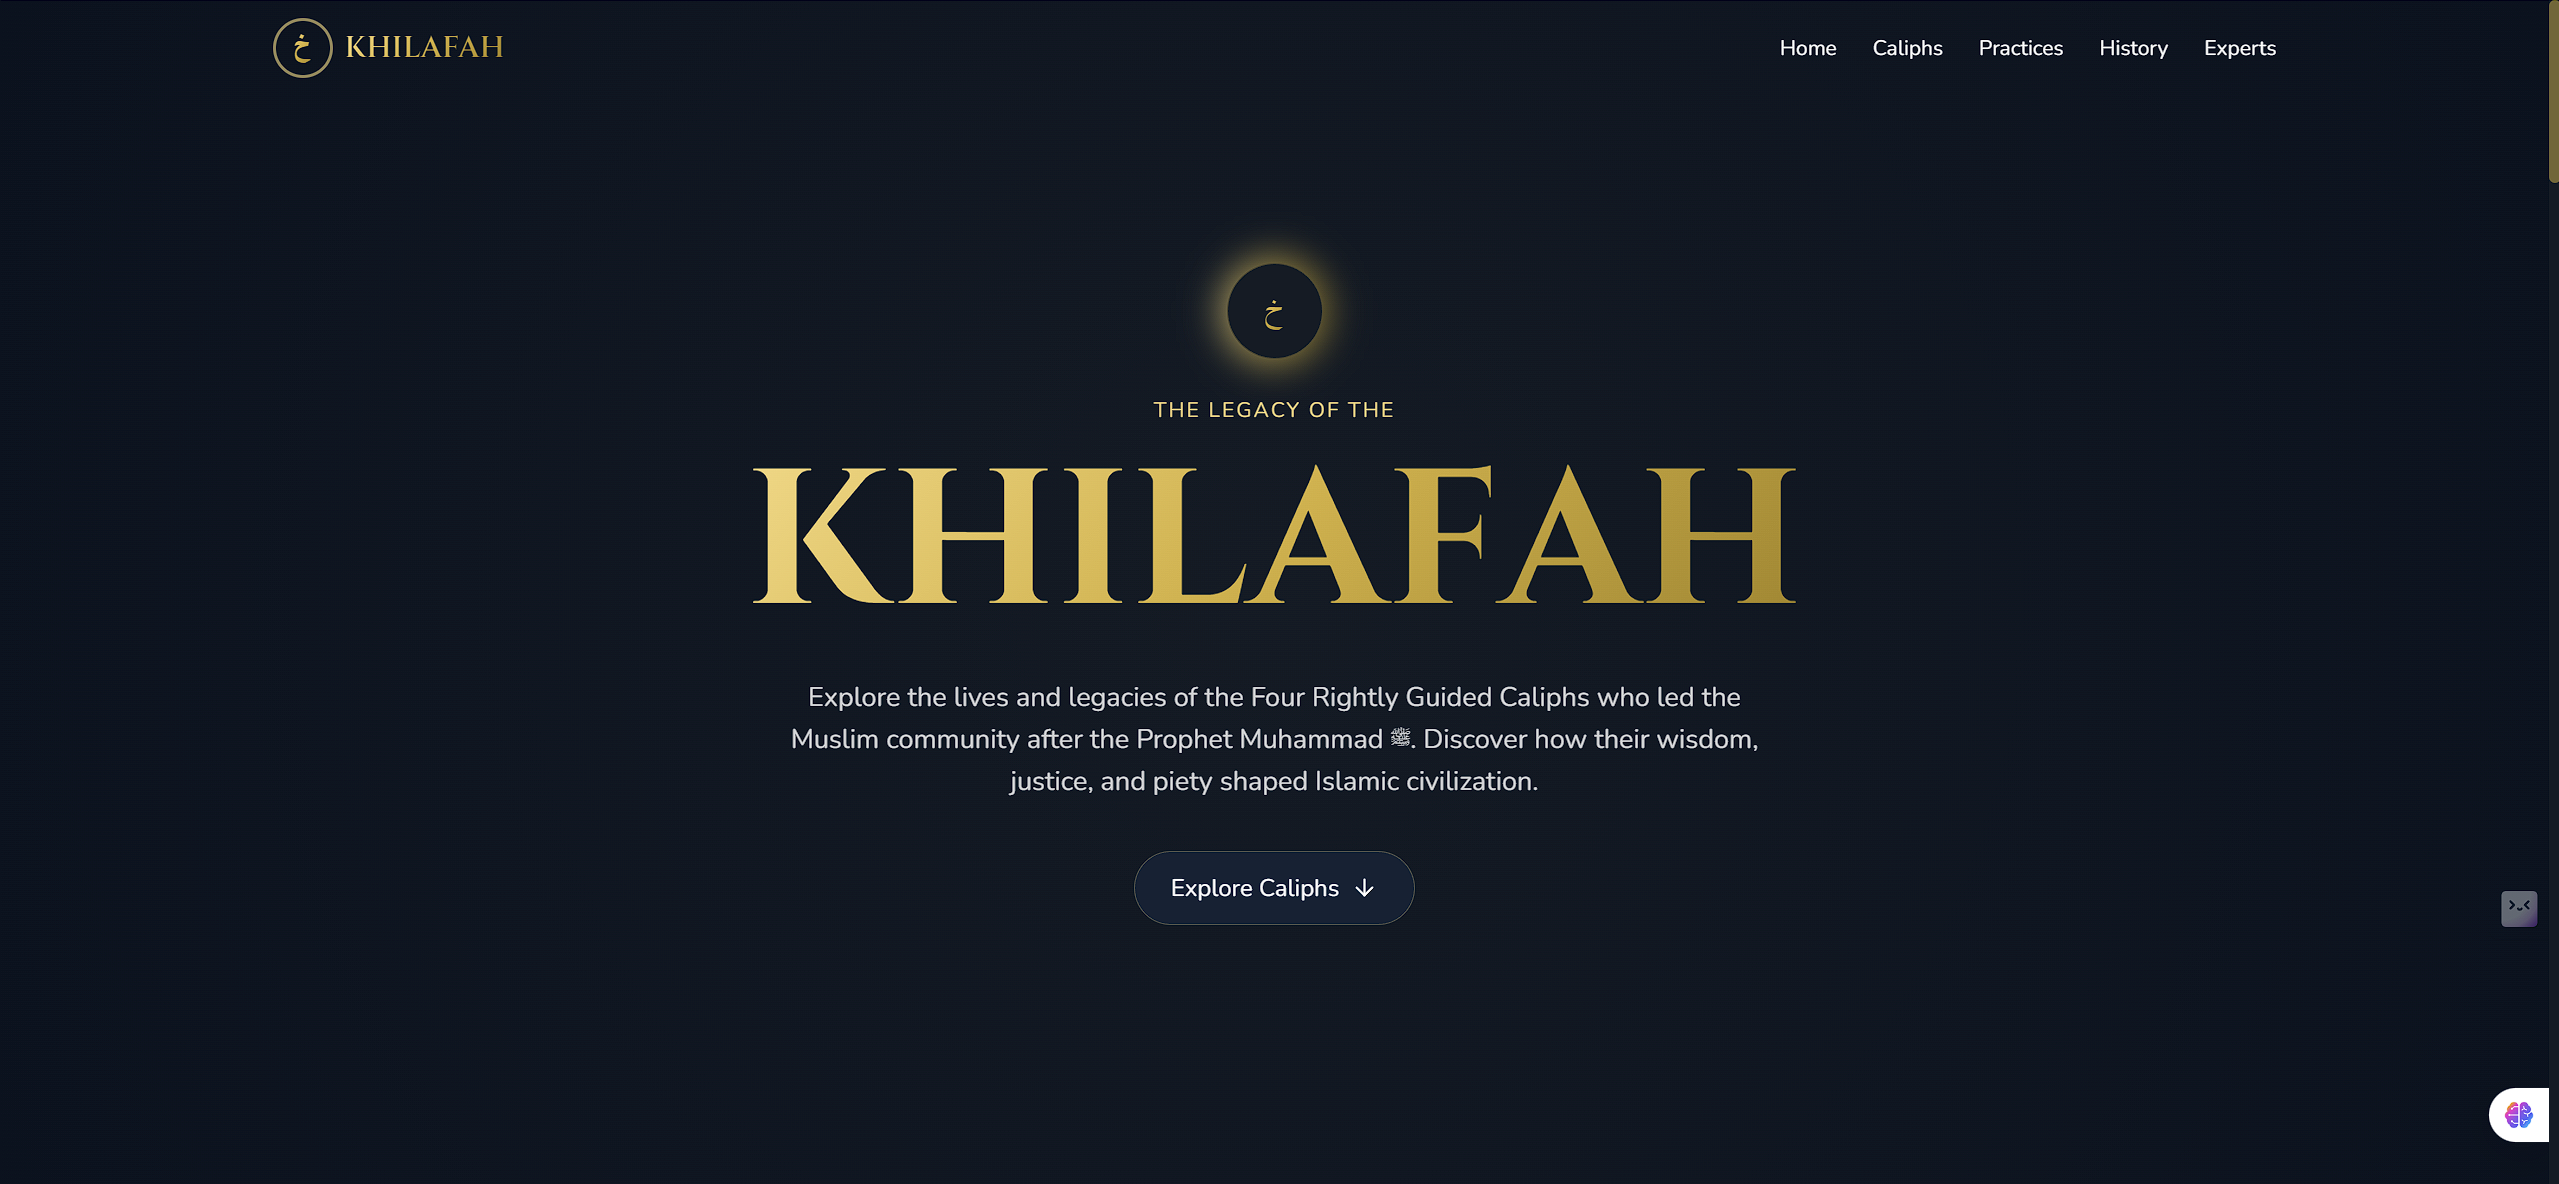 خ KHILAFAH
Home Caliphs Practices History Experts
خ
THE LEGACY OF THE
KHILAFAH
Explore the lives and legacies of the Four Rightly Guided Caliphs who led the
Muslim community after the Prophet Muhammad ﷺ. Discover how their wisdom,
justice, and piety shaped Islamic civilization.
Explore Caliphs ↓